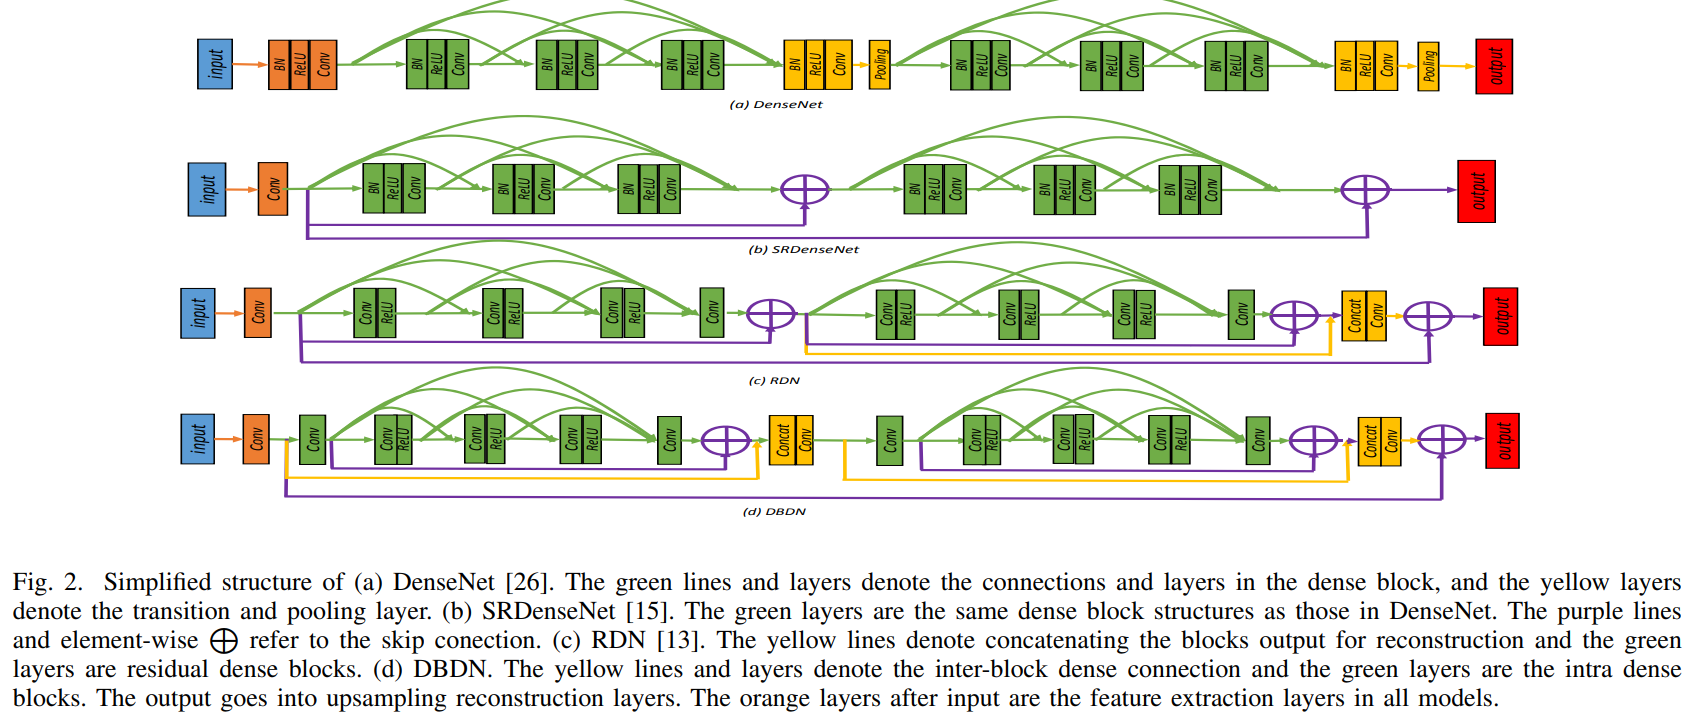 input BN ReLU Conv BN ReLU Conv BN ReLU Conv BN ReLU Conv BN ReLU Conv Pooling BN ReLU Conv BN ReLU Conv BN ReLU Conv BN ReLU Conv Pooling output
(a) DenseNet
input Conv BN ReLU Conv BN ReLU Conv BN ReLU Conv BN ReLU Conv BN ReLU Conv BN ReLU Conv output
(b) SRDenseNet
input Conv Conv ReLU Conv ReLU Conv ReLU Conv Conv ReLU Conv ReLU Conv ReLU Conv Concat Conv output
(c) RDN
input Conv Conv Conv ReLU Conv ReLU Conv ReLU Conv Concat Conv Conv Conv ReLU Conv ReLU Conv ReLU Conv Concat Conv output
(d) DBDN
Fig. 2. Simplified structure of (a) DenseNet [26]. The green lines and layers denote the connections and layers in the dense block, and the yellow layers
denote the transition and pooling layer. (b) SRDenseNet [15]. The green layers are the same dense block structures as those in DenseNet. The purple lines
and element-wise ⊕ refer to the skip conection. (c) RDN [13]. The yellow lines denote concatenating the blocks output for reconstruction and the green
layers are residual dense blocks. (d) DBDN. The yellow lines and layers denote the inter-block dense connection and the green layers are the intra dense
blocks. The output goes into upsampling reconstruction layers. The orange layers after input are the feature extraction layers in all models.